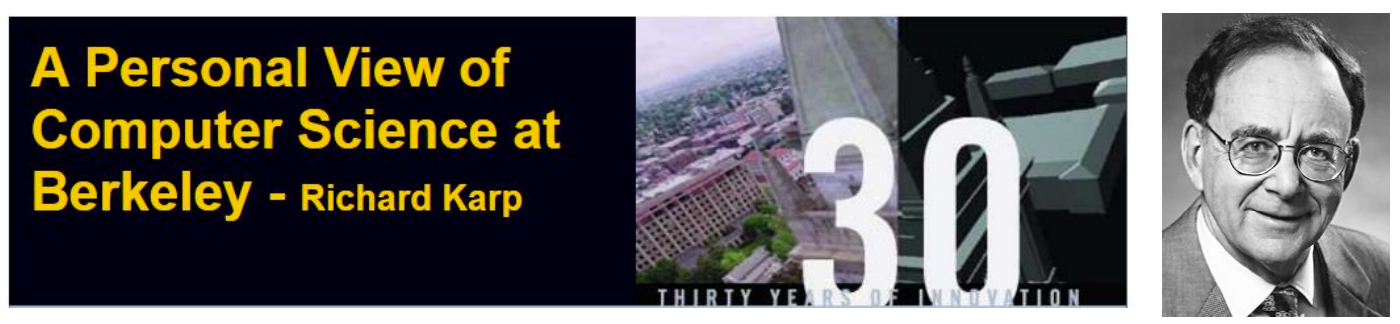 A Personal View of
Computer Science at
Berkeley - Richard Karp
30
THIRTY YEARS OF INNOVATION